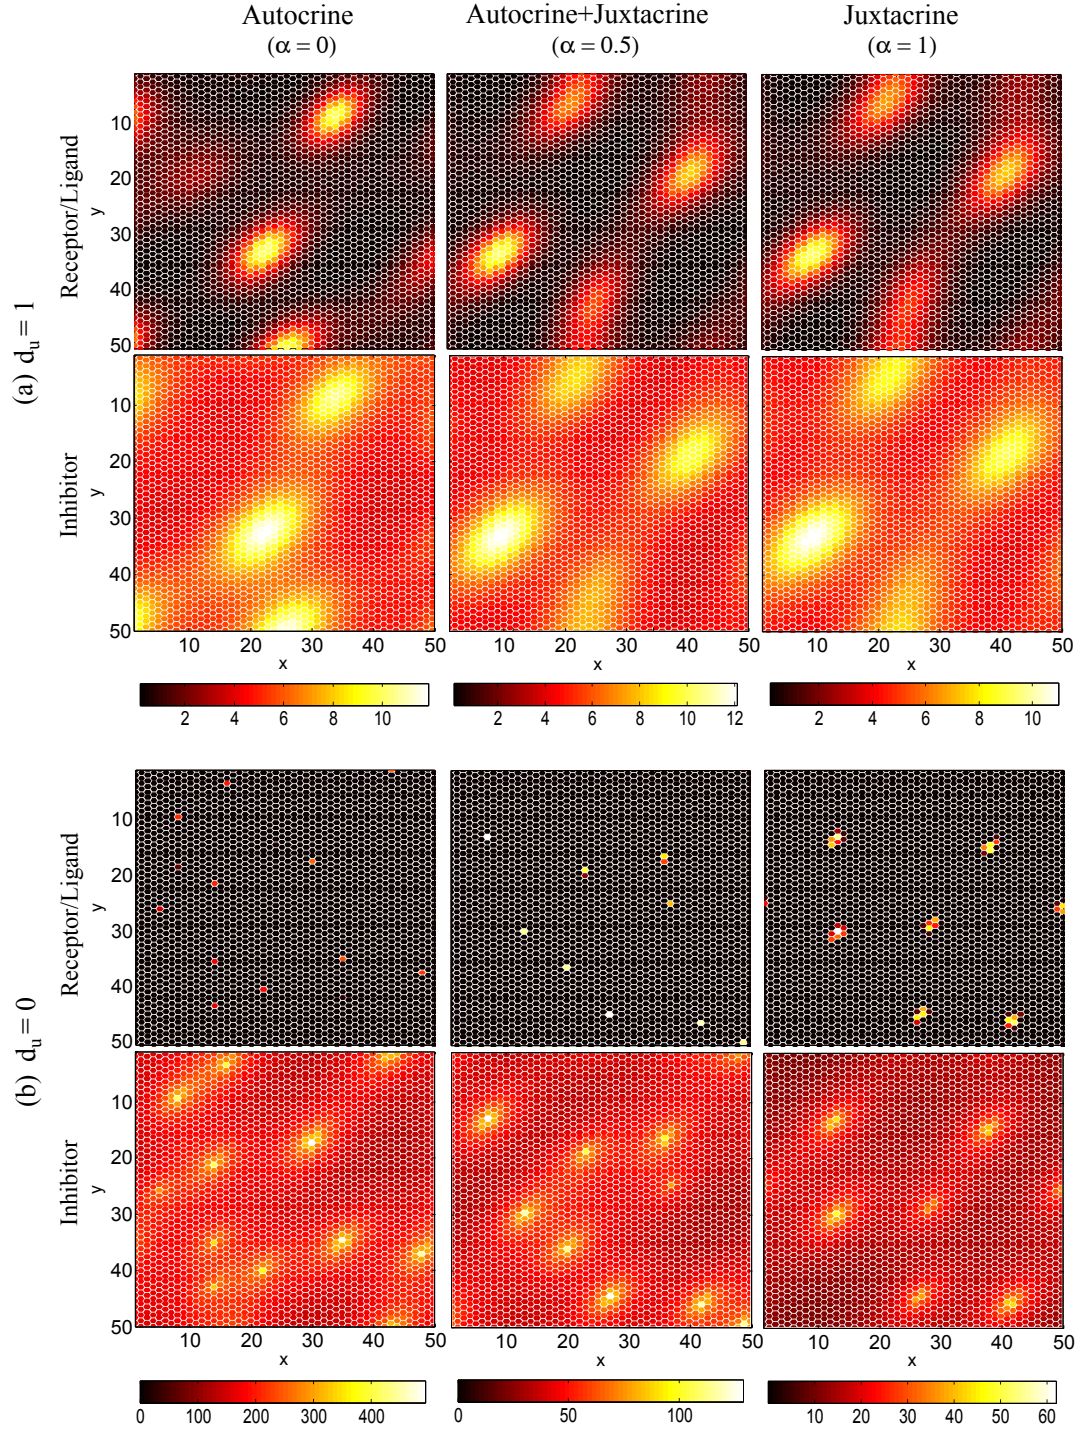 Autocrine Autocrine+Juxtacrine Juxtacrine
(α = 0) (α = 0.5) (α = 1)
(a) d_u = 1
Receptor/Ligand
y
10
20
30
40
50
Inhibitor
y
10
20
30
40
50
10 20 30 40 50 10 20 30 40 50 10 20 30 40 50
x x x
2 4 6 8 10 2 4 6 8 10 12 2 4 6 8 10
(b) d_u = 0
Receptor/Ligand
y
10
20
30
40
50
Inhibitor
y
10
20
30
40
50
10 20 30 40 50 10 20 30 40 50 10 20 30 40 50
x x x
0 100 200 300 400 0 50 100 10 20 30 40 50 60